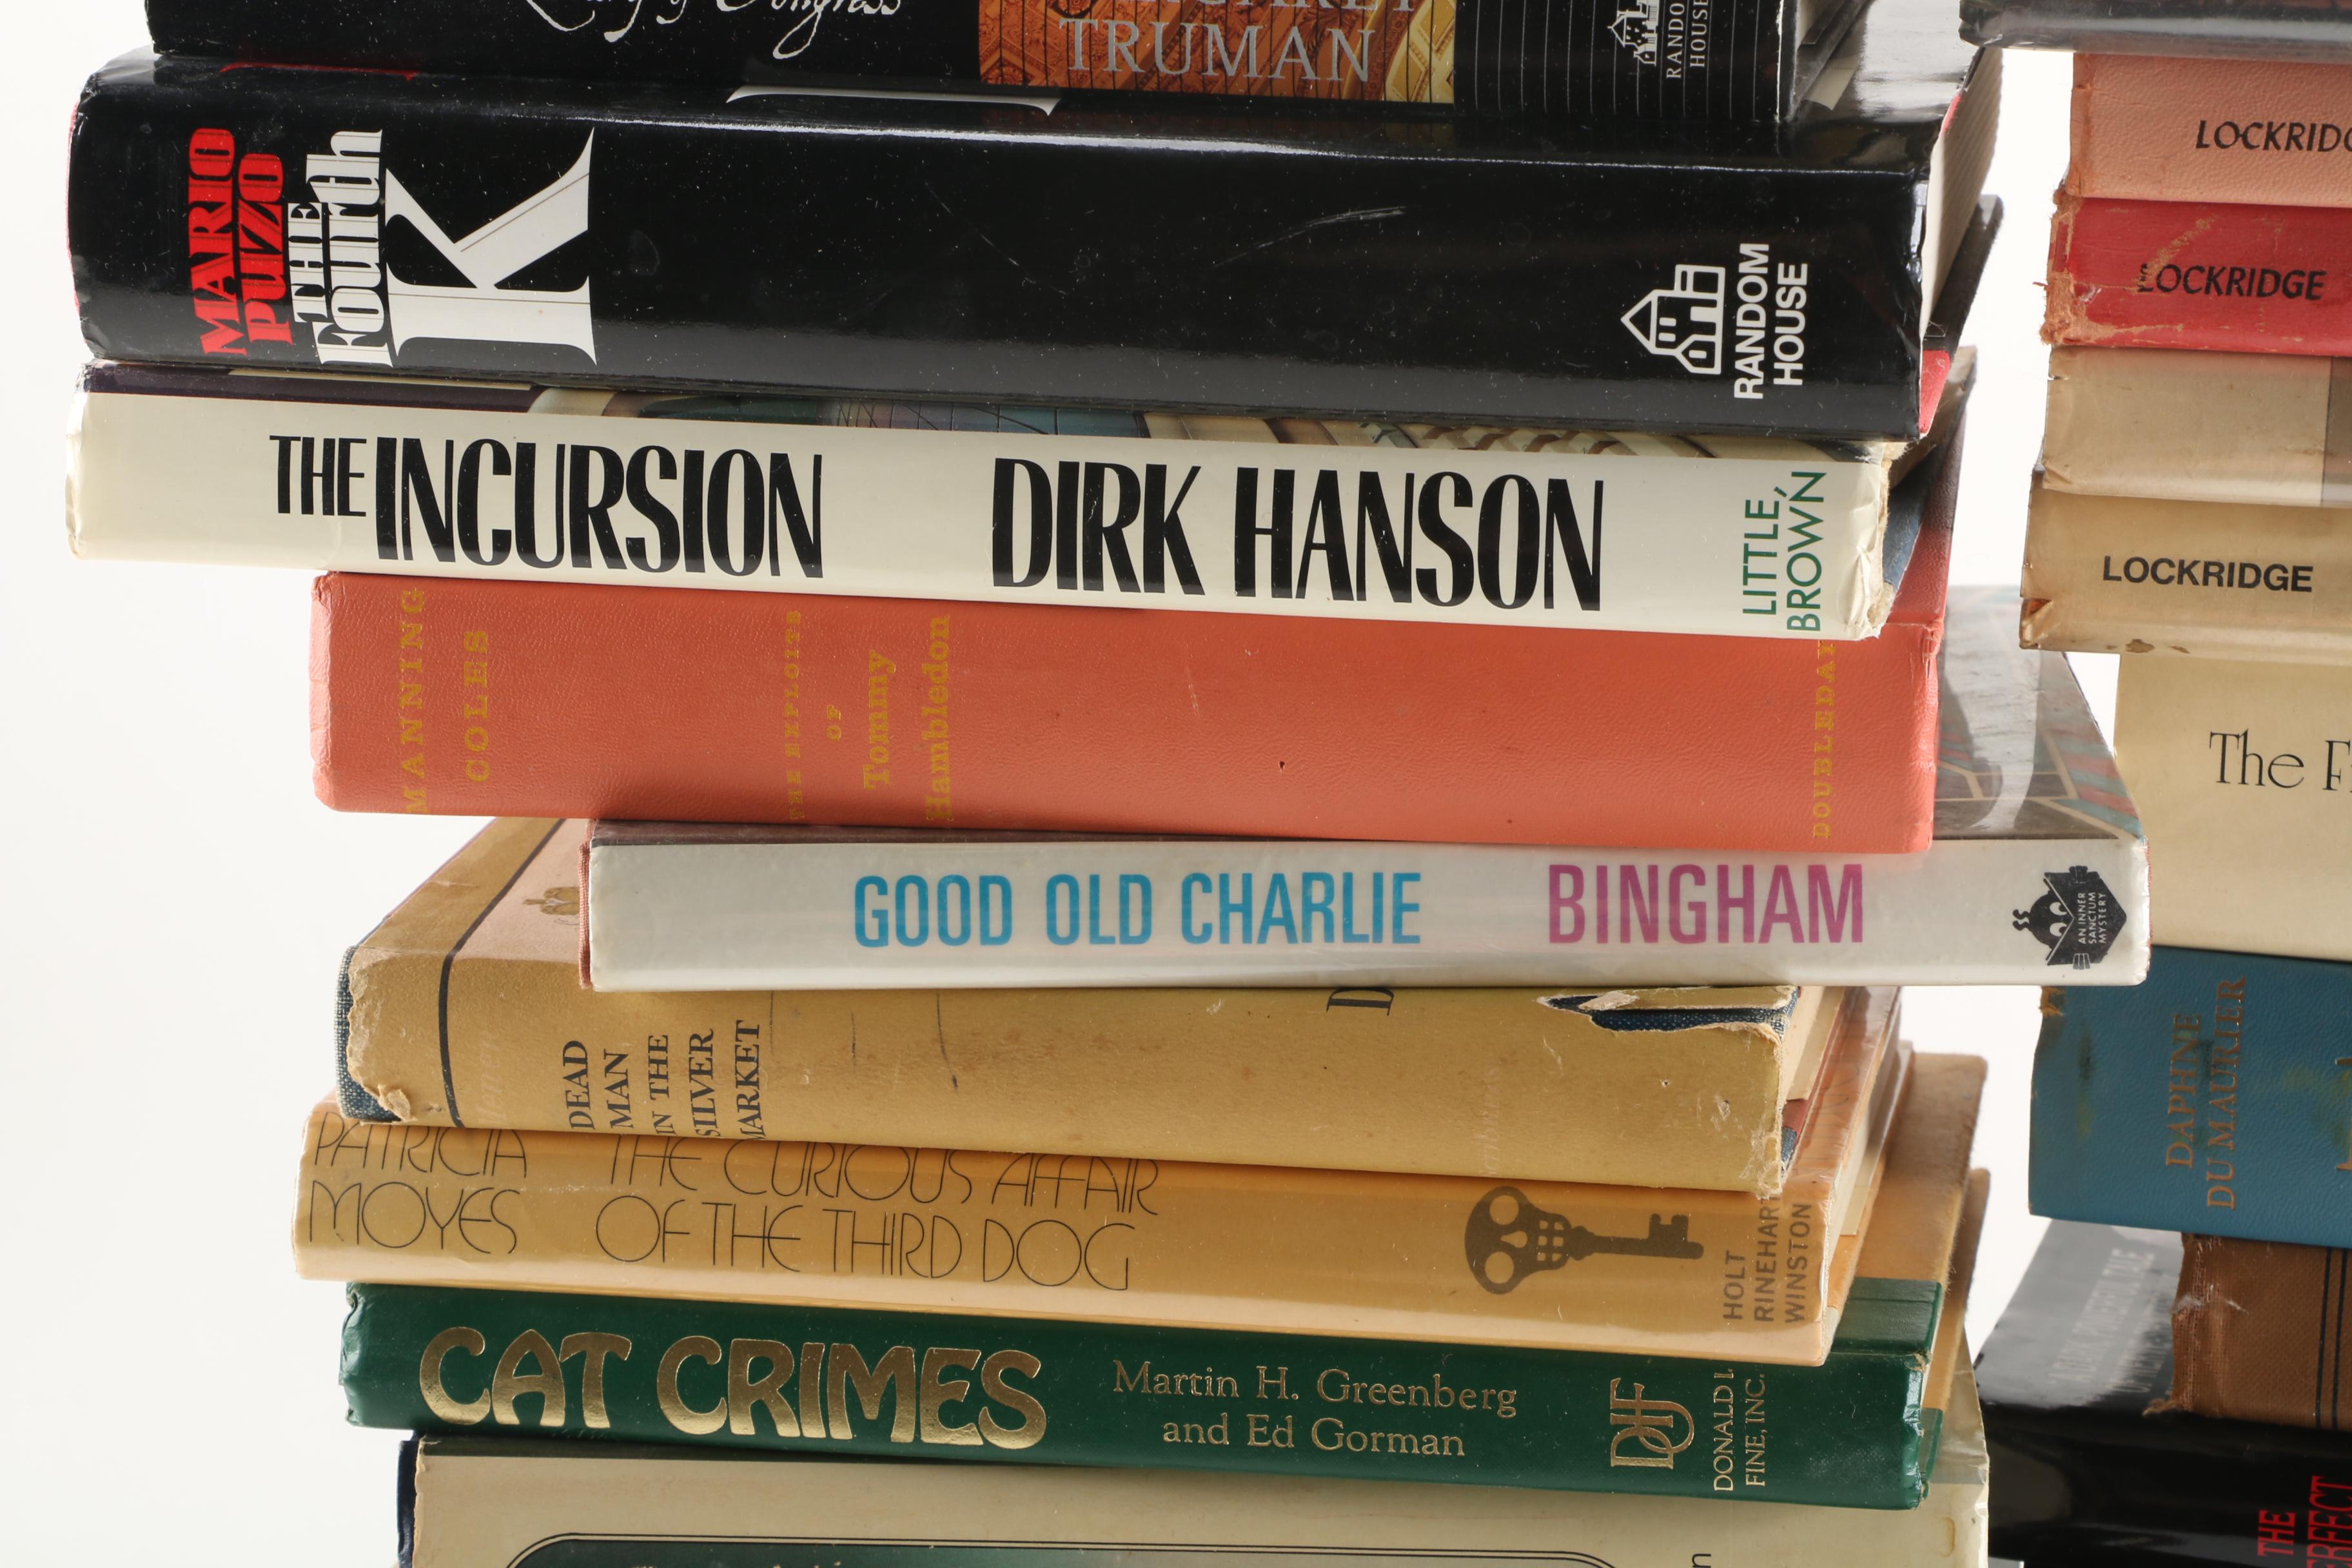 TRUMAN
RANDOM
HOUSE
MARIO
PUZO
THE
Fourth
K
RANDOM
HOUSE
THE INCURSION DIRK HANSON
LITTLE,
BROWN
MANNING
COLES
THE EXPLOITS
OF
Tommy
Hambledon
DOUBLEDAY
GOOD OLD CHARLIE BINGHAM
AN INNER
SANCTUM
MYSTERY
DEAD
MAN
IN THE
SILVER
MARKET
PATRICIA
MOYES
THE CURIOUS AFFAIR
OF THE THIRD DOG
HOLT
RINEHART
WINSTON
CAT CRIMES
Martin H. Greenberg
and Ed Gorman
DIF
DONALD I.
FINE, INC.
LOCKRIDGE
LOCKRIDGE
The
DAPHNE
DU MAURIER
THE